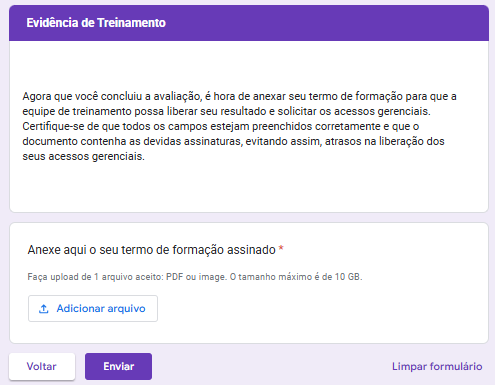 Evidência de Treinamento
Agora que você concluiu a avaliação, é hora de anexar seu termo de formação para que a
equipe de treinamento possa liberar seu resultado e solicitar os acessos gerenciais.
Certifique-se de que todos os campos estejam preenchidos corretamente e que o
documento contenha as devidas assinaturas, evitando assim, atrasos na liberação dos
seus acessos gerenciais.
Anexe aqui o seu termo de formação assinado *
Faça upload de 1 arquivo aceito: PDF ou image. O tamanho máximo é de 10 GB.
Adicionar arquivo
Voltar Enviar Limpar formulário